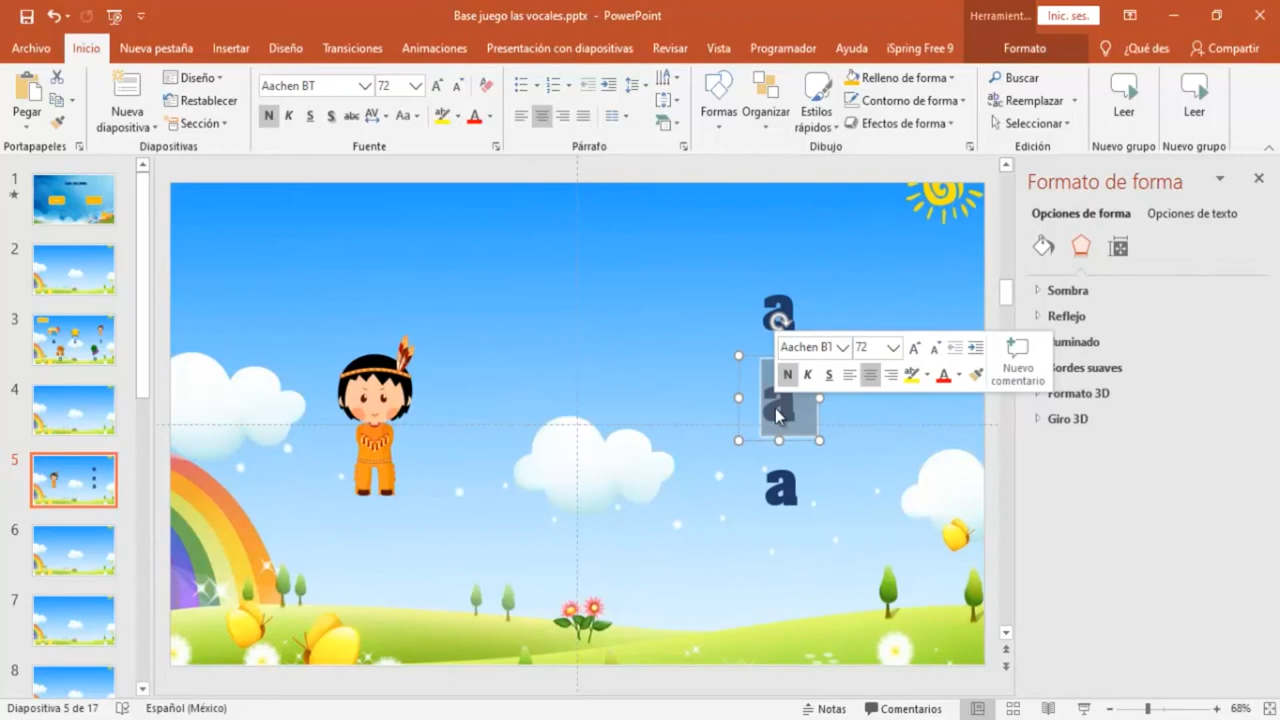 Base juego las vocales.pptx - PowerPoint
Herramient...
Inic. ses.
Archivo Inicio Nueva pestaña Insertar Diseño Transiciones Animaciones Presentación con diapositivas Revisar Vista Programador Ayuda iSpring Free 9 Formato ¿Qué des Compartir
Pegar
Nueva diapositiva
Diseño
Restablecer
Sección
Aachen BT 72
N K S S abc AV Aa
Formas
Organizar
Estilos rápidos
Relleno de forma
Contorno de forma
Efectos de forma
Buscar
Reemplazar
Seleccionar
Leer
Leer
Portapapeles Diapositivas Fuente Párrafo Dibujo Edición Nuevo grupo Nuevo grupo
1
2
3
4
5
6
7
8
a
a
a
Aachen BT 72
N K S
Nuevo comentario
Formato de forma
Opciones de forma Opciones de texto
Sombra
Reflejo
Formato 3D
Giro 3D
Diapositiva 5 de 17 Español (México) Notas Comentarios 68%